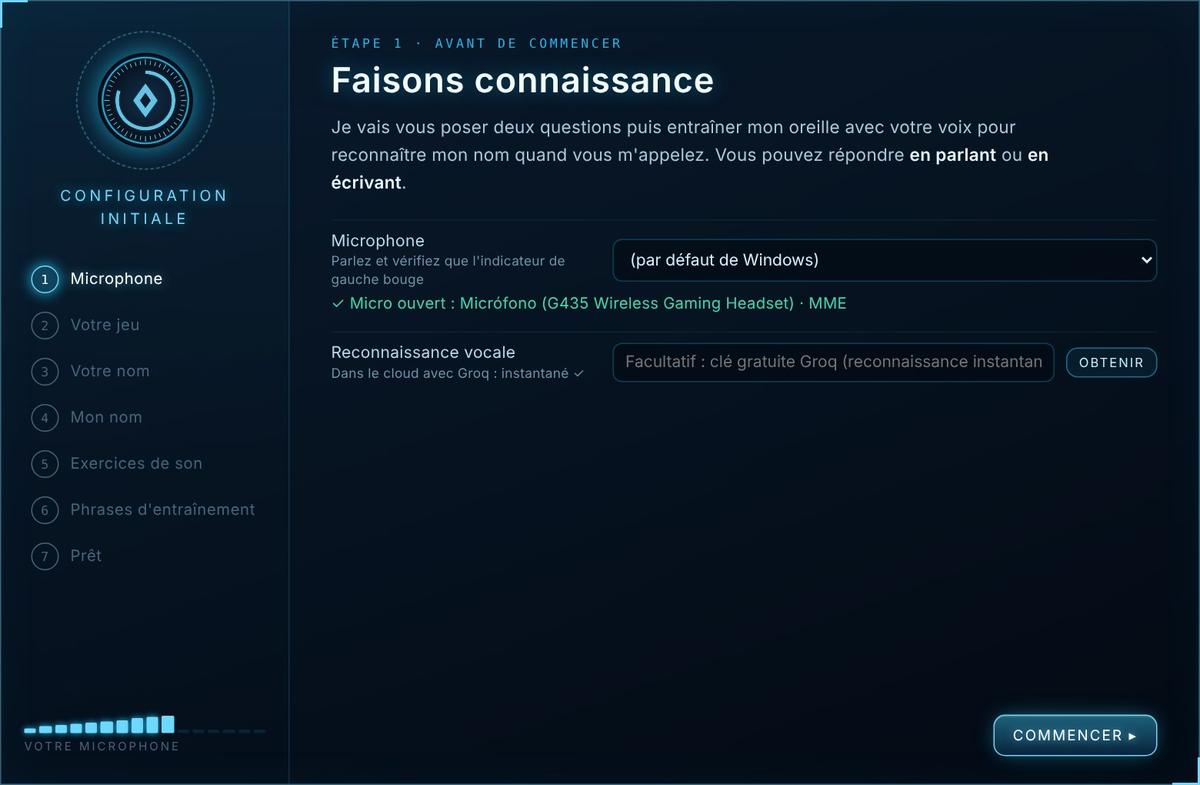 CONFIGURATION
INITIALE
1 Microphone
2 Votre jeu
3 Votre nom
4 Mon nom
5 Exercices de son
6 Phrases d'entraînement
7 Prêt
VOTRE MICROPHONE
ÉTAPE 1 · AVANT DE COMMENCER
Faisons connaissance
Je vais vous poser deux questions puis entraîner mon oreille avec votre voix pour
reconnaître mon nom quand vous m'appelez. Vous pouvez répondre en parlant ou en
écrivant.
Microphone
Parlez et vérifiez que l'indicateur de
gauche bouge
(par défaut de Windows)
✓ Micro ouvert : Micrófono (G435 Wireless Gaming Headset) · MME
Reconnaissance vocale
Dans le cloud avec Groq : instantané ✓
Facultatif : clé gratuite Groq (reconnaissance instantan
OBTENIR
COMMENCER ▸